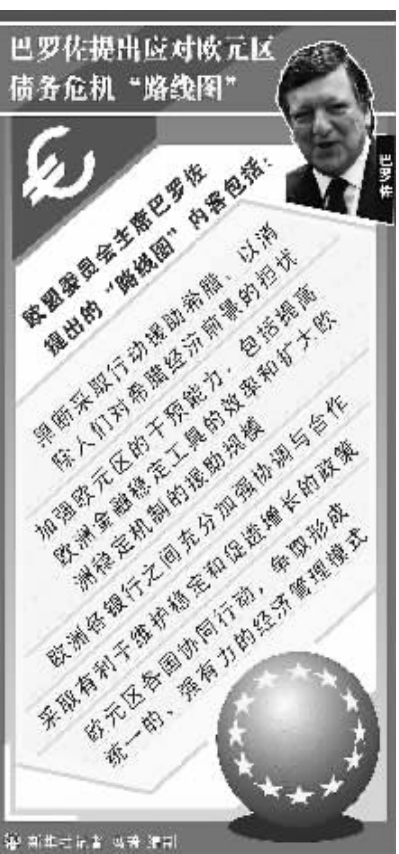 巴罗佐提出应对欧元区
债务危机“路线图”
巴罗佐
欧盟委员会主席巴罗佐
提出的“路线图”内容包括:
果断采取行动援助希腊,以消
除人们对希腊经济前景的担忧
加强欧元区的干预能力,包括提高
欧洲金融稳定工具的效率和扩大欧
洲稳定机制的援助规模
欧洲各银行之间充分加强协调与合作
采取有利于维护稳定和促进增长的政策
欧元区各国协同行动,争取形成
统一的、强有力的经济管理模式
新华社记者 编制